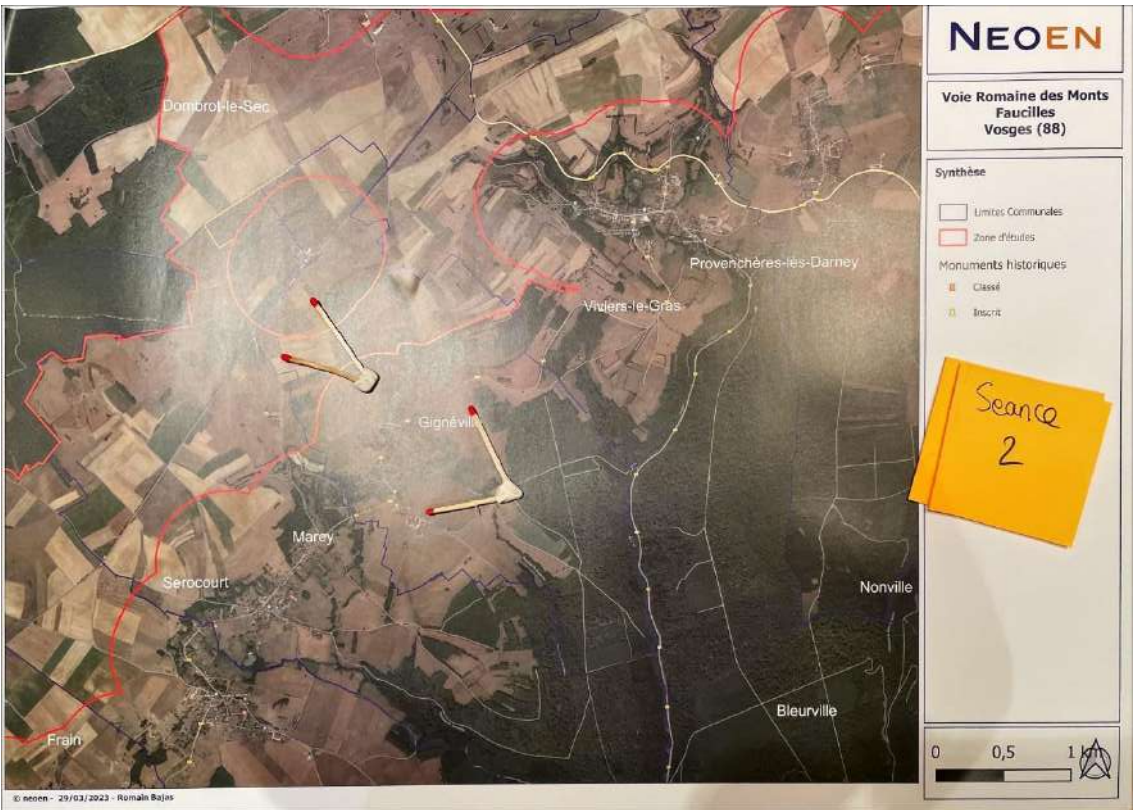 NEOEN
Voie Romaine des Monts
Faucilles
Vosges (88)
Synthèse
Limites Communales
Zone d'études
Monuments historiques
Classé
Inscrit
Seance
2
Dombrot-le-Sec
Provenchères-lès-Darney
Viviers-le-Gras
Gignéville
Marey
Serocourt
Nonville
Bleurville
Frain
0 0,5 1 km
© neoen - 29/03/2023 - Romain Bajas